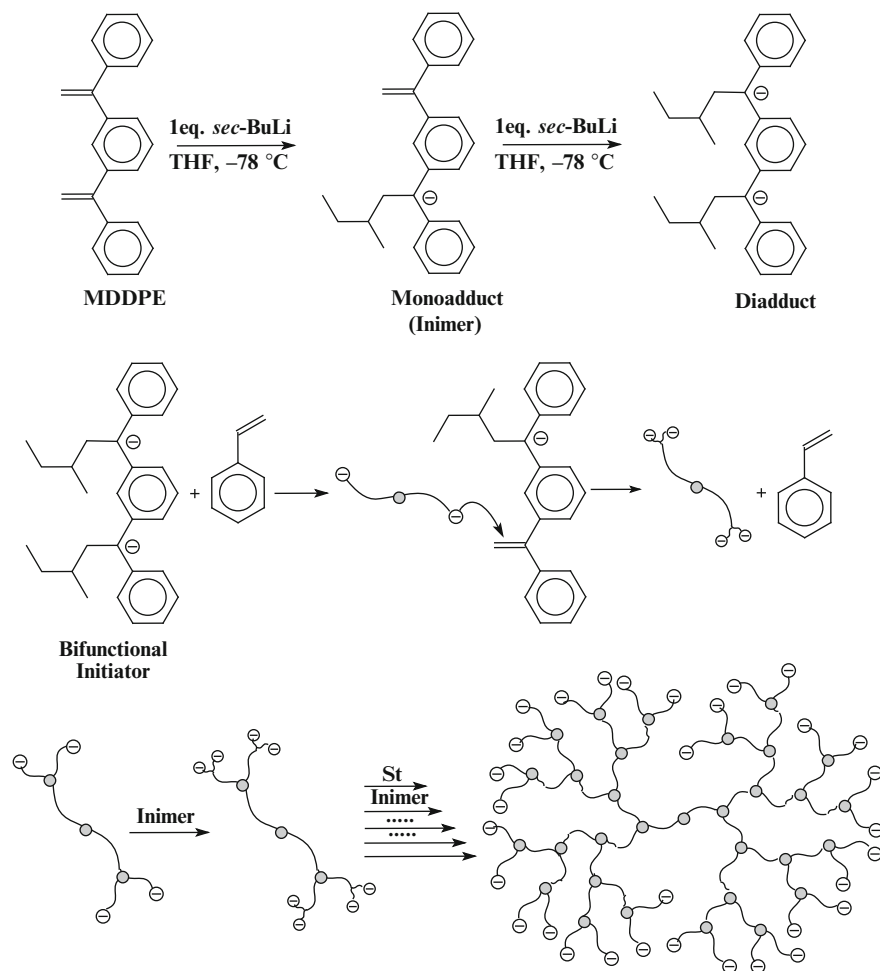 1eq. sec-BuLi
THF, –78 °C
1eq. sec-BuLi
THF, –78 °C
MDDPE
Monoadduct
(Inimer)
Diadduct
+
+
Bifunctional
Initiator
Inimer
St
Inimer
.....
.....